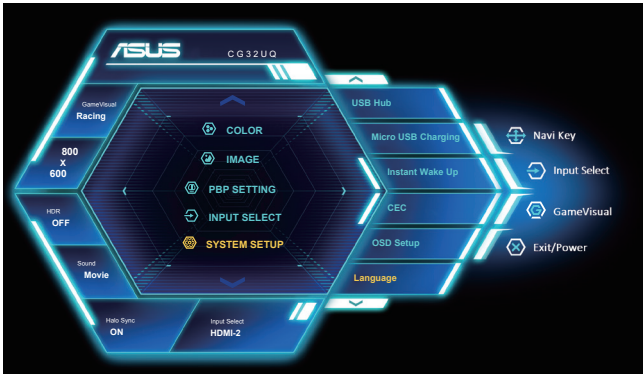 ASUS
CG32UQ
GameVisual
Racing
800
X
600
HDR
OFF
Sound
Movie
Halo Sync
ON
Input Select
HDMI-2
COLOR
IMAGE
PBP SETTING
INPUT SELECT
SYSTEM SETUP
USB Hub
Micro USB Charging
Instant Wake Up
CEC
OSD Setup
Language
Navi Key
Input Select
GameVisual
Exit/Power